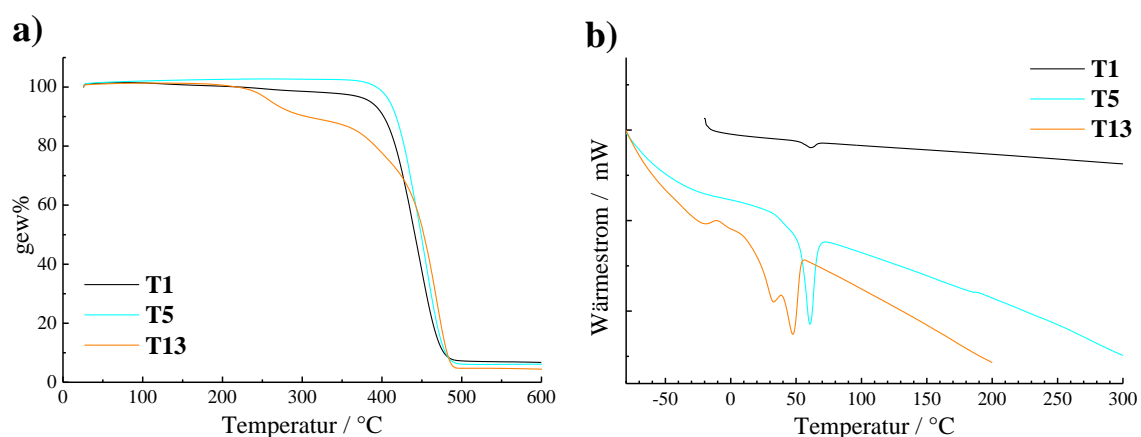 a)
gew%
100
80
60
40
20
0
T1
T5
T13
0 100 200 300 400 500 600
Temperatur / °C
b)
Wärmestrom / mW
T1
T5
T13
-50 0 50 100 150 200 250 300
Temperatur / °C